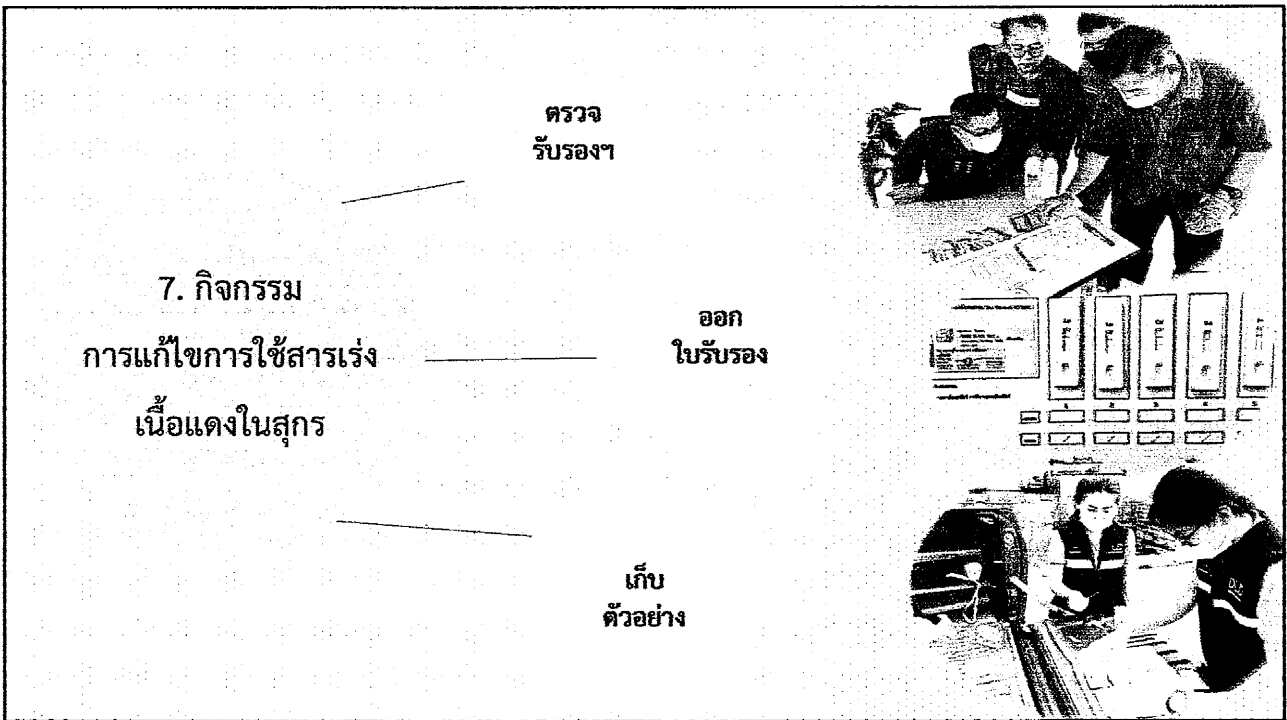 ตรวจ
รับรองฯ
7. กิจกรรม
การแก้ไขการใช้สารเร่ง
เนื้อแดงในสุกร
ออก
ใบรับรอง
เก็บ
ตัวอย่าง